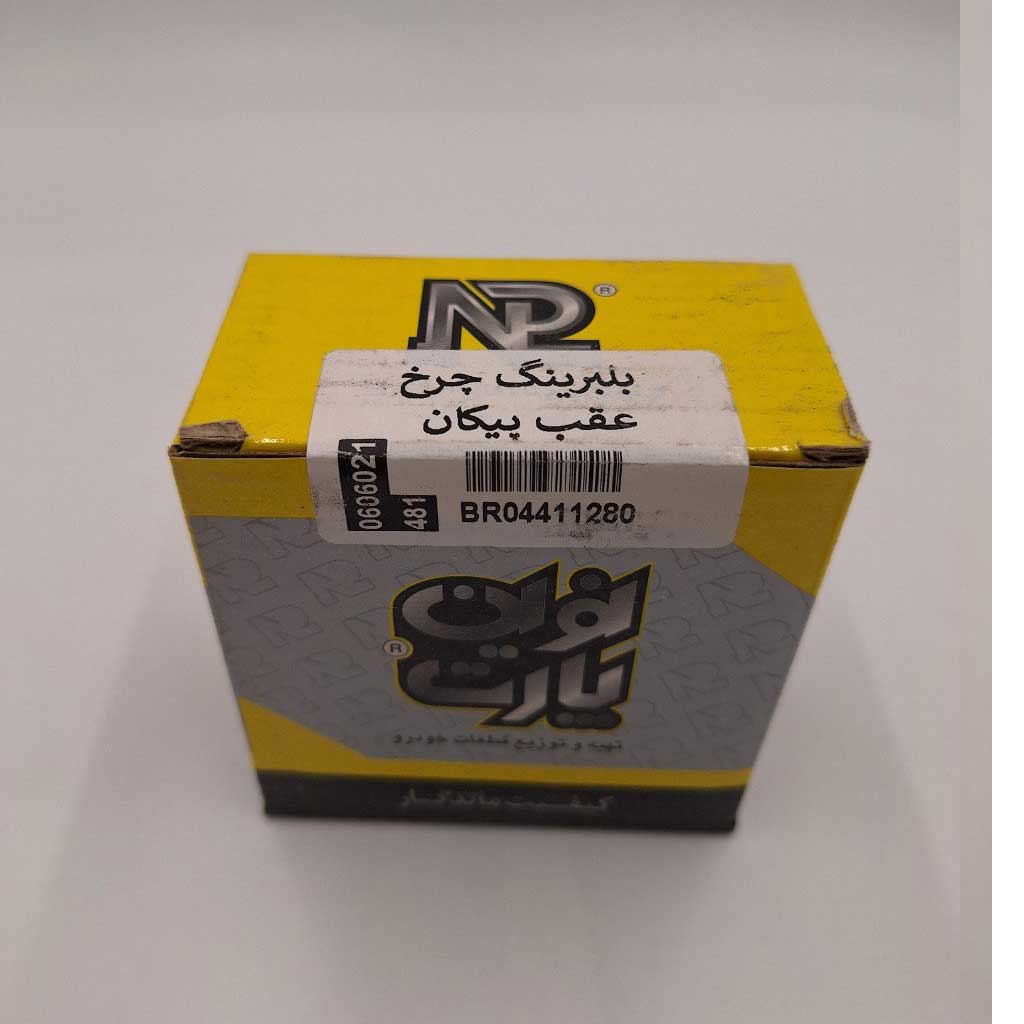 NP ®
بلبرینگ چرخ
عقب پیکان
0606021
481
BR04411280
نوین
پارت
®
تهیه و توزیع قطعات خودرو
کیفیت ماندگار